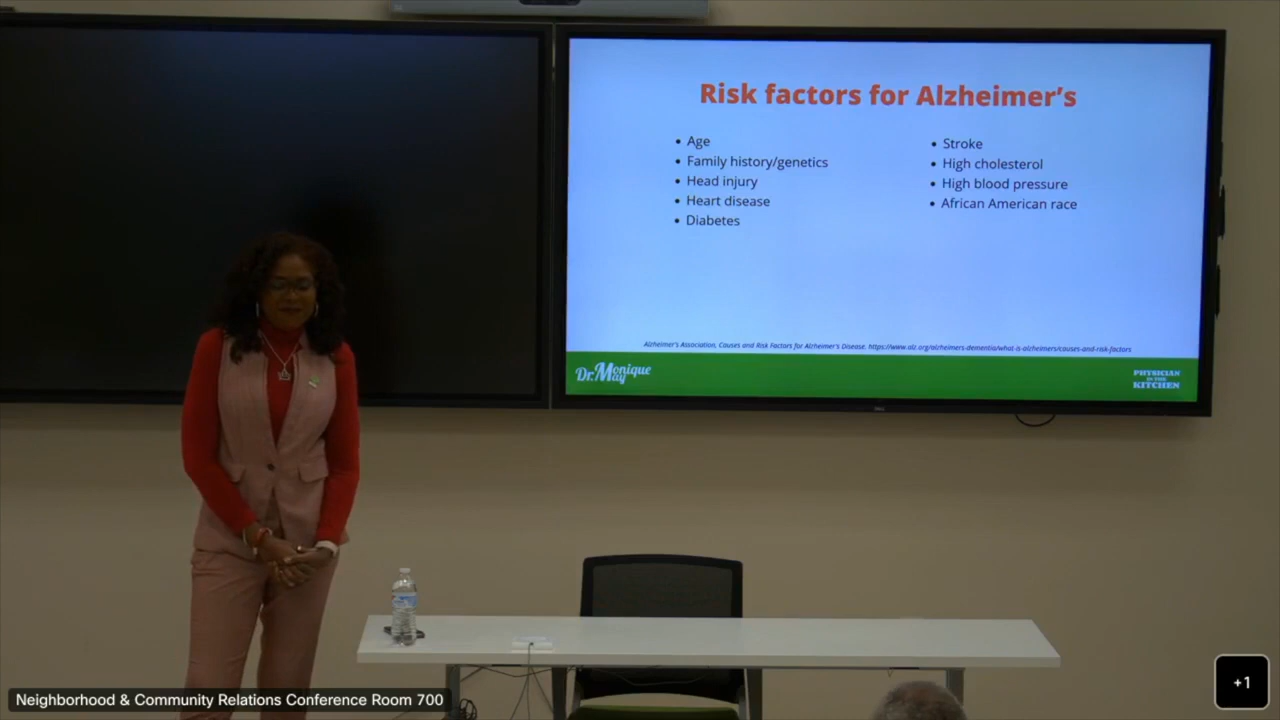 Risk factors for Alzheimer's
• Age
• Family history/genetics
• Head injury
• Heart disease
• Diabetes
• Stroke
• High cholesterol
• High blood pressure
• African American race
Alzheimer's Association, Causes and Risk Factors for Alzheimer's Disease, https://www.alz.org/alzheimers-dementia/what-is-alzheimers/causes-and-risk-factors
Dr. Monique May
PHYSICIAN
IN THE
KITCHEN
Neighborhood & Community Relations Conference Room 700
+1